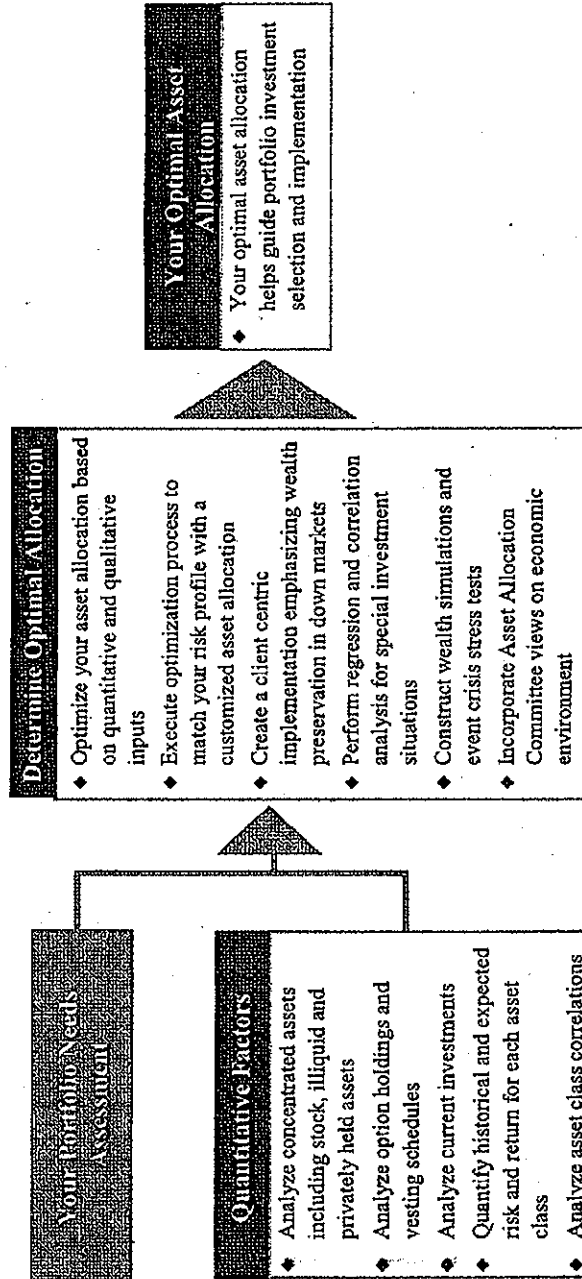 Your Portfolio Needs
Assessment
Quantitative Factors
◆ Analyze concentrated assets
including stock, illiquid and
privately held assets
◆ Analyze option holdings and
vesting schedules
◆ Analyze current investments
◆ Quantify historical and expected
risk and return for each asset
class
◆ Analyze asset class correlations
Determine Optimal Allocation
◆ Optimize your asset allocation based
on quantitative and qualitative
inputs
◆ Execute optimization process to
match your risk profile with a
customized asset allocation
◆ Create a client centric
implementation emphasizing wealth
preservation in down markets
◆ Perform regression and correlation
analysis for special investment
situations
◆ Construct wealth simulations and
event crisis stress tests
◆ Incorporate Asset Allocation
Committee views on economic
environment
Your Optimal Asset
Allocation
◆ Your optimal asset allocation
helps guide portfolio investment
selection and implementation